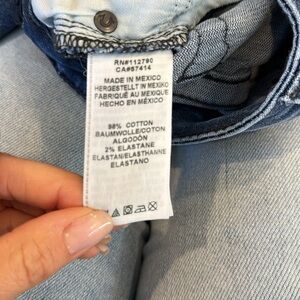 RN#112790
CA#57414
MADE IN MEXICO
HERGESTELLT IN MEXIKO
FABRIQUÉ AU MEXIQUE
HECHO EN MÉXICO
98% COTTON
BAUMWOLLE/COTON
ALGODÓN
2% ELASTANE
ELASTAN/ELASTHANNE
ELASTANO